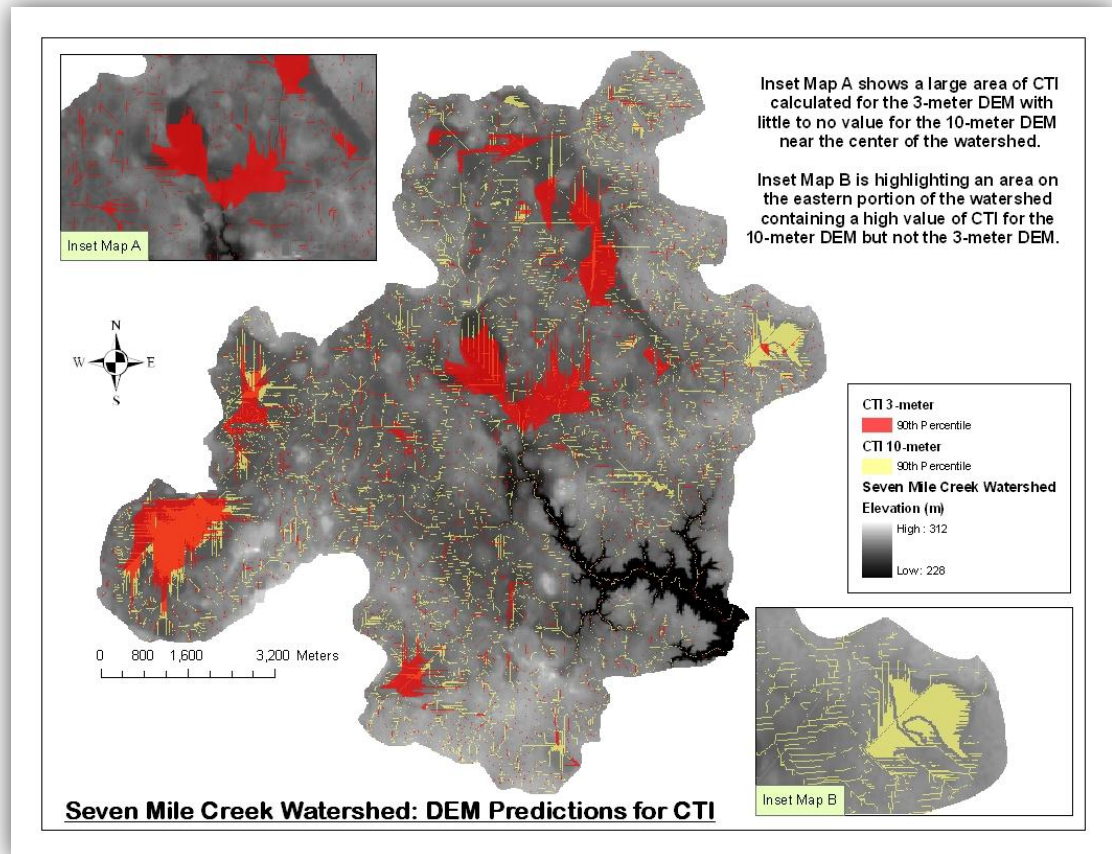 Inset Map A
Inset Map A shows a large area of CTI
calculated for the 3-meter DEM with
little to no value for the 10-meter DEM
near the center of the watershed.
Inset Map B is highlighting an area on
the eastern portion of the watershed
containing a high value of CTI for the
10-meter DEM but not the 3-meter DEM.
N
W E
S
CTI 3-meter
90th Percentile
CTI 10-meter
90th Percentile
Seven Mile Creek Watershed
Elevation (m)
High : 312
Low : 228
0 800 1,600 3,200 Meters
Inset Map B
Seven Mile Creek Watershed: DEM Predictions for CTI